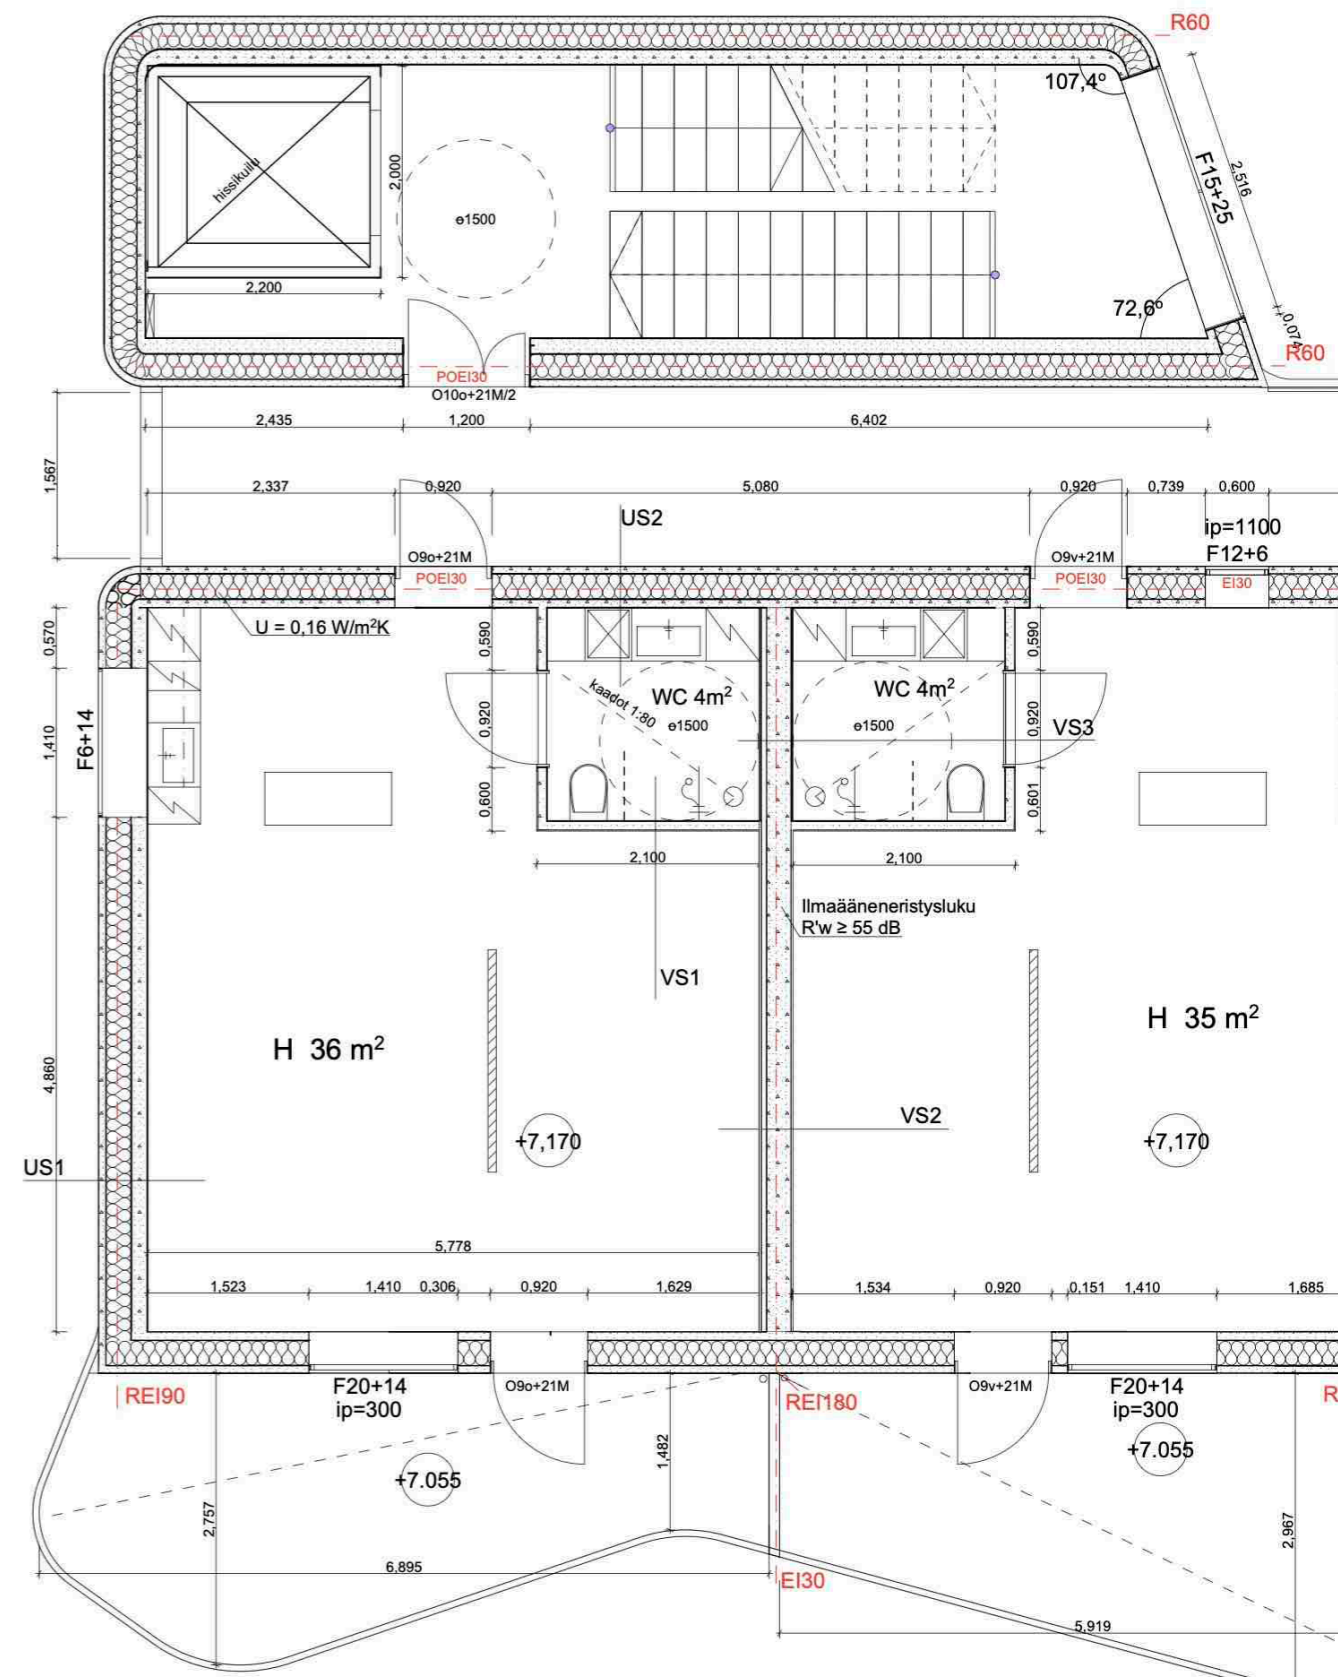 R60
107,4º
hissikuilu
2,000
ɵ1500
F15+25
2,516
2,200
72,6º
0,074
R60
POEI30
O10o+21M/2
2,435
1,200
6,402
1,567
2,337
0,920
5,080
0,920
0,739
0,600
US2
ip=1100
F12+6
O9o+21M
POEI30
O9v+21M
POEI30
EI30
U = 0,16 W/m²K
0,570
0,590
0,590
WC 4m²
kaadot 1:80
ɵ1500
WC 4m²
ɵ1500
VS3
F6+14
1,410
0,920
0,920
0,600
0,601
2,100
2,100
Ilmaääneneristysluku
R'w ≥ 55 dB
VS1
H 36 m²
H 35 m²
4,860
VS2
+7,170
+7,170
US1
5,778
1,523
1,410
0,306
0,920
1,629
1,534
0,920
0,151
1,410
1,685
REI90
F20+14
ip=300
O9o+21M
REI180
O9v+21M
F20+14
ip=300
R
+7.055
1,482
+7.055
2,757
2,967
6,895
EI30
5,919